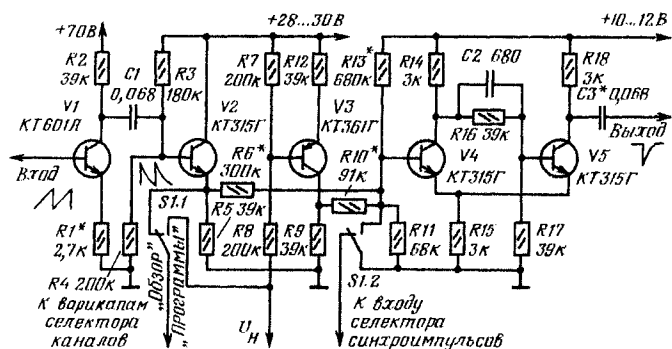 +70В
+28...30В
+10...12В
R2
39к
C1
0,068
R3
180к
V1
КТ601А
V2
КТ315Г
R7
200к
R12
39к
V3
КТ361Г
R13*
680к
R14
3к
C2 680
R16 39к
R18
3к
C3* 0,068
Выход
V4
КТ315Г
V5
КТ315Г
Вход
R6*
300к
R10*
91к
S1.1
R1*
2,7к
R4 200к
R5 39к
R8
200к
R9
39к
R11
68к
R15
3к
R17
39к
S1.2
К варикапам
селектора
каналов
„Обзор"
„Программы"
Uн
К входу
селектора
синхроимпульсов